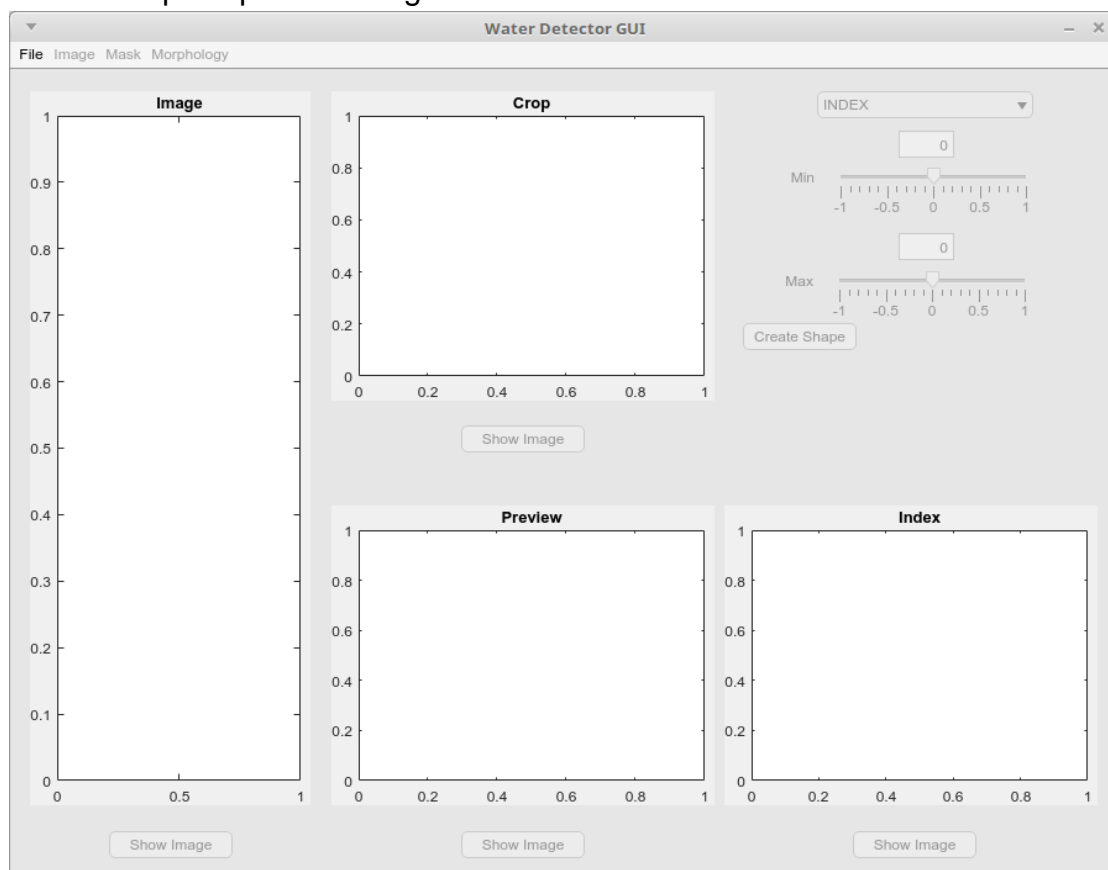 Water Detector GUI
File Image Mask Morphology
Image
1
0.9
0.8
0.7
0.6
0.5
0.4
0.3
0.2
0.1
0
0 0.5 1
Show Image
Crop
1
0.8
0.6
0.4
0.2
0
0 0.2 0.4 0.6 0.8 1
Show Image
INDEX
0
Min
-1 -0.5 0 0.5 1
0
Max
-1 -0.5 0 0.5 1
Create Shape
Preview
1
0.8
0.6
0.4
0.2
0
0 0.2 0.4 0.6 0.8 1
Show Image
Index
1
0.8
0.6
0.4
0.2
0
0 0.2 0.4 0.6 0.8 1
Show Image